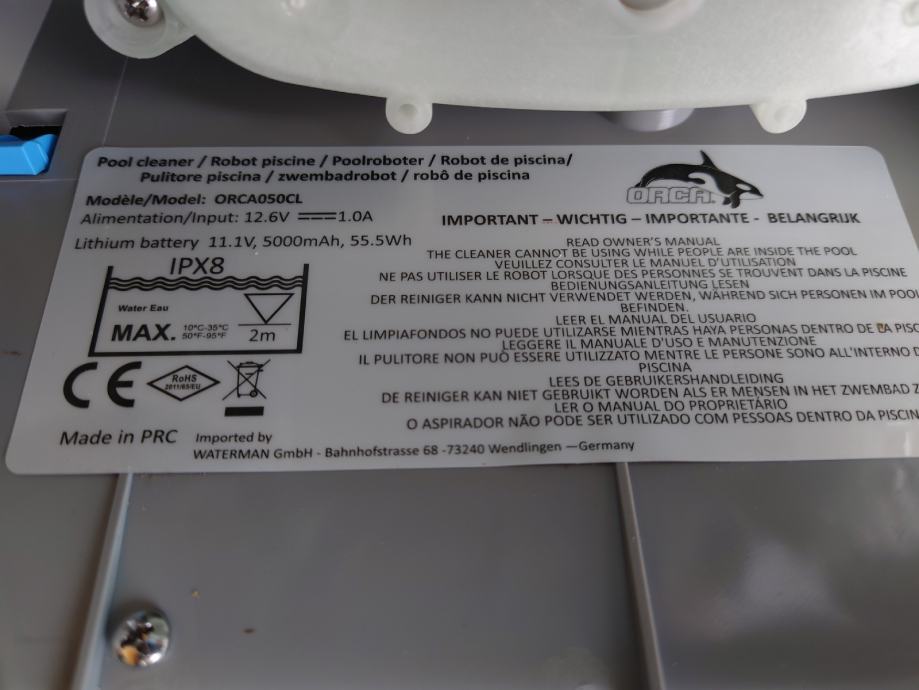 Pool cleaner / Robot piscine / Poolroboter / Robot de piscina/
Pulitore piscina / zwembadrobot / robô de piscina
Modèle/Model: ORCA050CL
Alimentation/Input: 12.6V ⎓1.0A
Lithium battery 11.1V, 5000mAh, 55.5Wh
IPX8
Water Eau
MAX. 10°C-35°C
50°F-95°F
2m
CE
RoHS
2011/65/EU
Made in PRC
Imported by
WATERMAN GmbH - Bahnhofstrasse 68 -73240 Wendlingen —Germany
ORCA
IMPORTANT – WICHTIG – IMPORTANTE - BELANGRIJK
READ OWNER'S MANUAL
THE CLEANER CANNOT BE USING WHILE PEOPLE ARE INSIDE THE POOL
VEUILLEZ CONSULTER LE MANUEL D'UTILISATION
NE PAS UTILISER LE ROBOT LORSQUE DES PERSONNES SE TROUVENT DANS LA PISCINE
BEDIENUNGSANLEITUNG LESEN
DER REINIGER KANN NICHT VERWENDET WERDEN, WÄHREND SICH PERSONEN IM POOL
BEFINDEN.
LEER EL MANUAL DEL USUARIO
EL LIMPIAFONDOS NO PUEDE UTILIZARSE MIENTRAS HAYA PERSONAS DENTRO DE LA PISC
LEGGERE IL MANUALE D'USO E MANUTENZIONE
IL PULITORE NON PUÒ ESSERE UTILIZZATO MENTRE LE PERSONE SONO ALL'INTERNO D
PISCINA
LEES DE GEBRUIKERSHANDLEIDING
DE REINIGER KAN NIET GEBRUIKT WORDEN ALS ER MENSEN IN HET ZWEMBAD Z
LER O MANUAL DO PROPRIETÁRIO
O ASPIRADOR NÃO PODE SER UTILIZADO COM PESSOAS DENTRO DA PISCIN